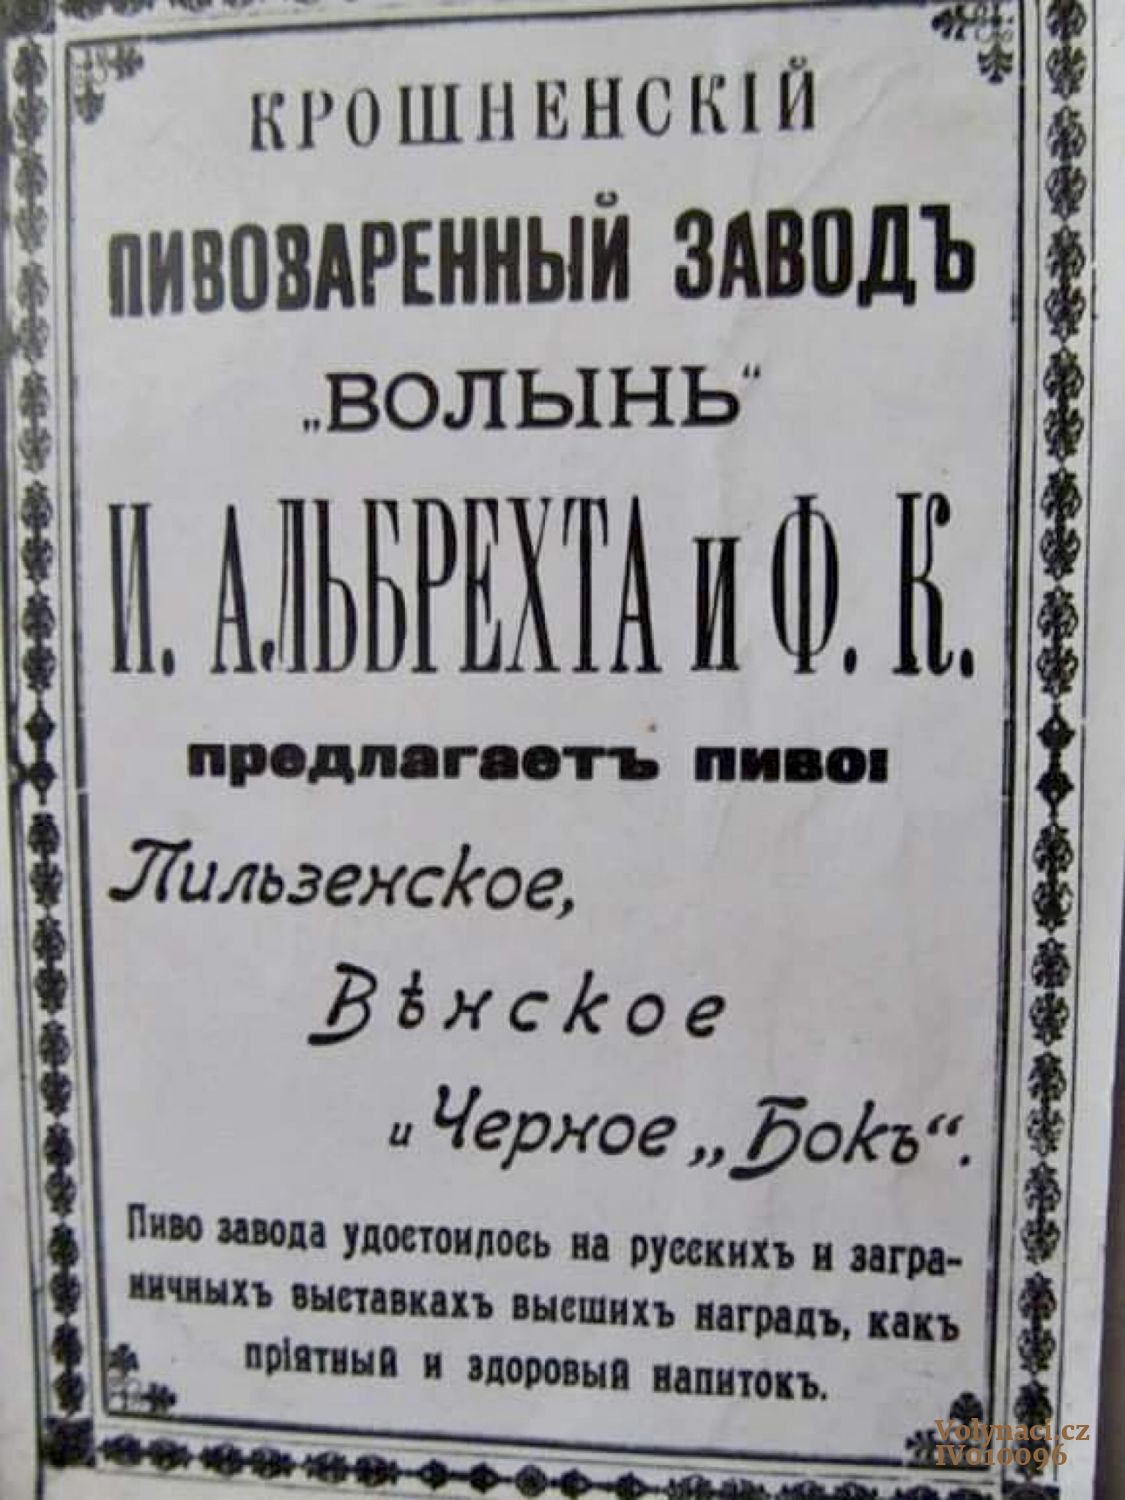 КРОШНЕНСКІЙ
ПИВОВАРЕННЫЙ ЗАВОДЪ
„ВОЛЫНЬ“
И. АЛЬБРЕХТА и Ф. К.
предлагаетъ пиво:
Пильзенское,
Вѣнское
и Черное „Бокъ“.
Пиво завода удостоилось на русскихъ и загра-
ничныхъ выставкахъ высшихъ наградъ, какъ
пріятный и здоровый напитокъ.
Volynaci.cz
IV010096